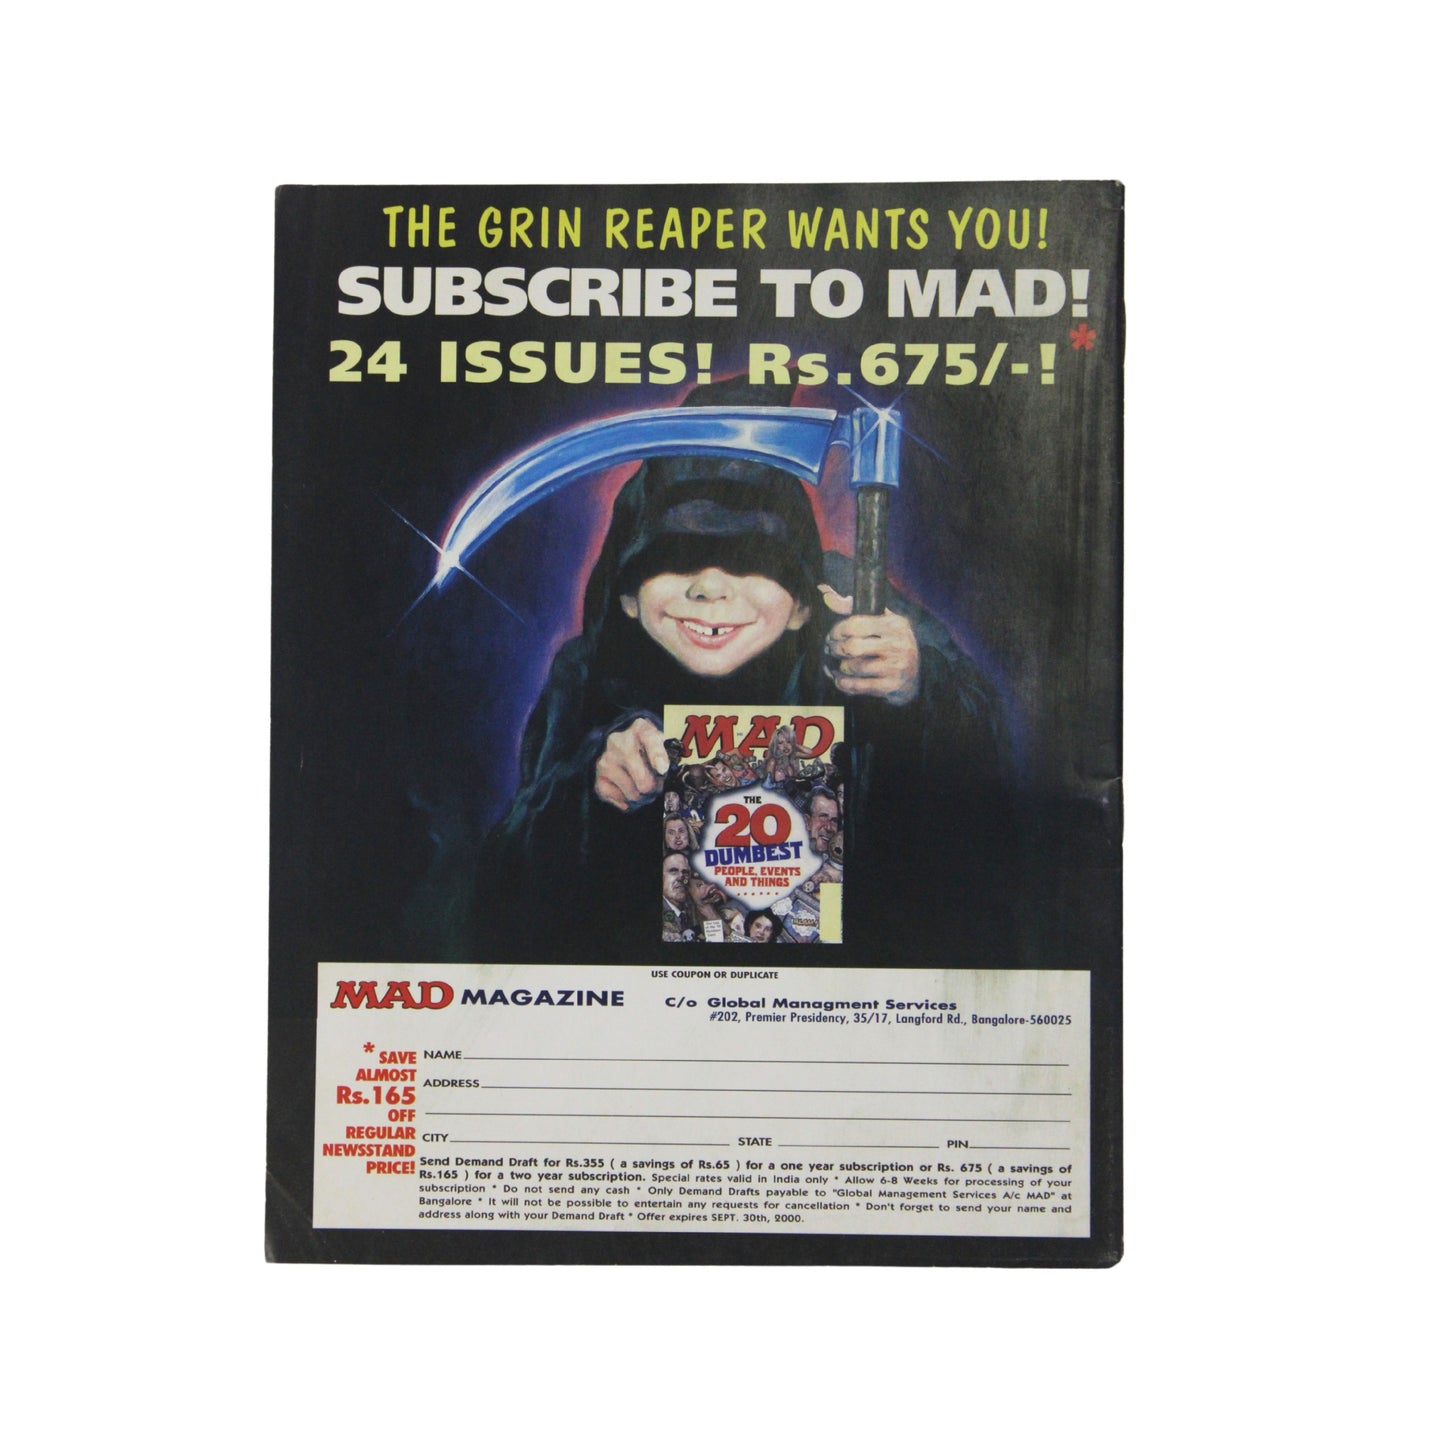 THE GRIN REAPER WANTS YOU!
SUBSCRIBE TO MAD!
24 ISSUES! Rs.675/-!*
MAD
THE
20
DUMBEST
PEOPLE, EVENTS
AND THINGS
USE COUPON OR DUPLICATE
MAD MAGAZINE
C/o Global Managment Services
#202, Premier Presidency, 35/17, Langford Rd., Bangalore-560025
* SAVE
ALMOST
Rs.165
OFF
REGULAR
NEWSSTAND
PRICE!
NAME
ADDRESS
CITY STATE PIN
Send Demand Draft for Rs.355 ( a savings of Rs.65 ) for a one year subscription or Rs. 675 ( a savings of
Rs.165 ) for a two year subscription. Special rates valid in India only * Allow 6-8 Weeks for processing of your
subscription * Do not send any cash * Only Demand Drafts payable to "Global Management Services A/c MAD" at
Bangalore * It will not be possible to entertain any requests for cancellation * Don't forget to send your name and
address along with your Demand Draft * Offer expires SEPT. 30th, 2000.